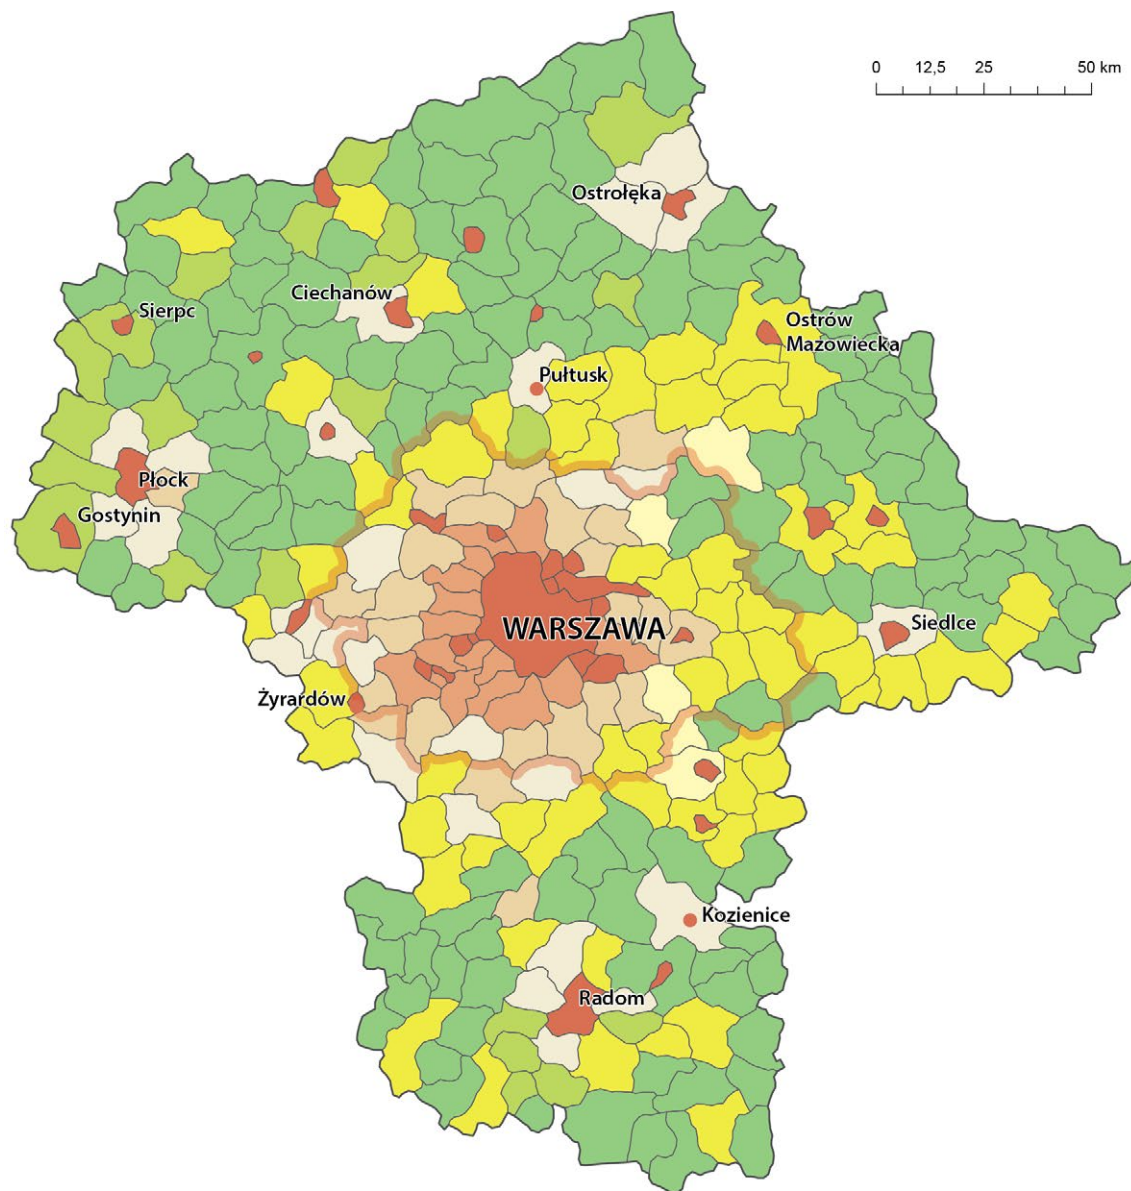 0 12,5 25 50 km
Ostrołęka
Ciechanów
Sierpc
Ostrów
Mazowiecka
Pułtusk
Płock
Gostynin
WARSZAWA
Siedlce
Żyrardów
Kozienice
Radom